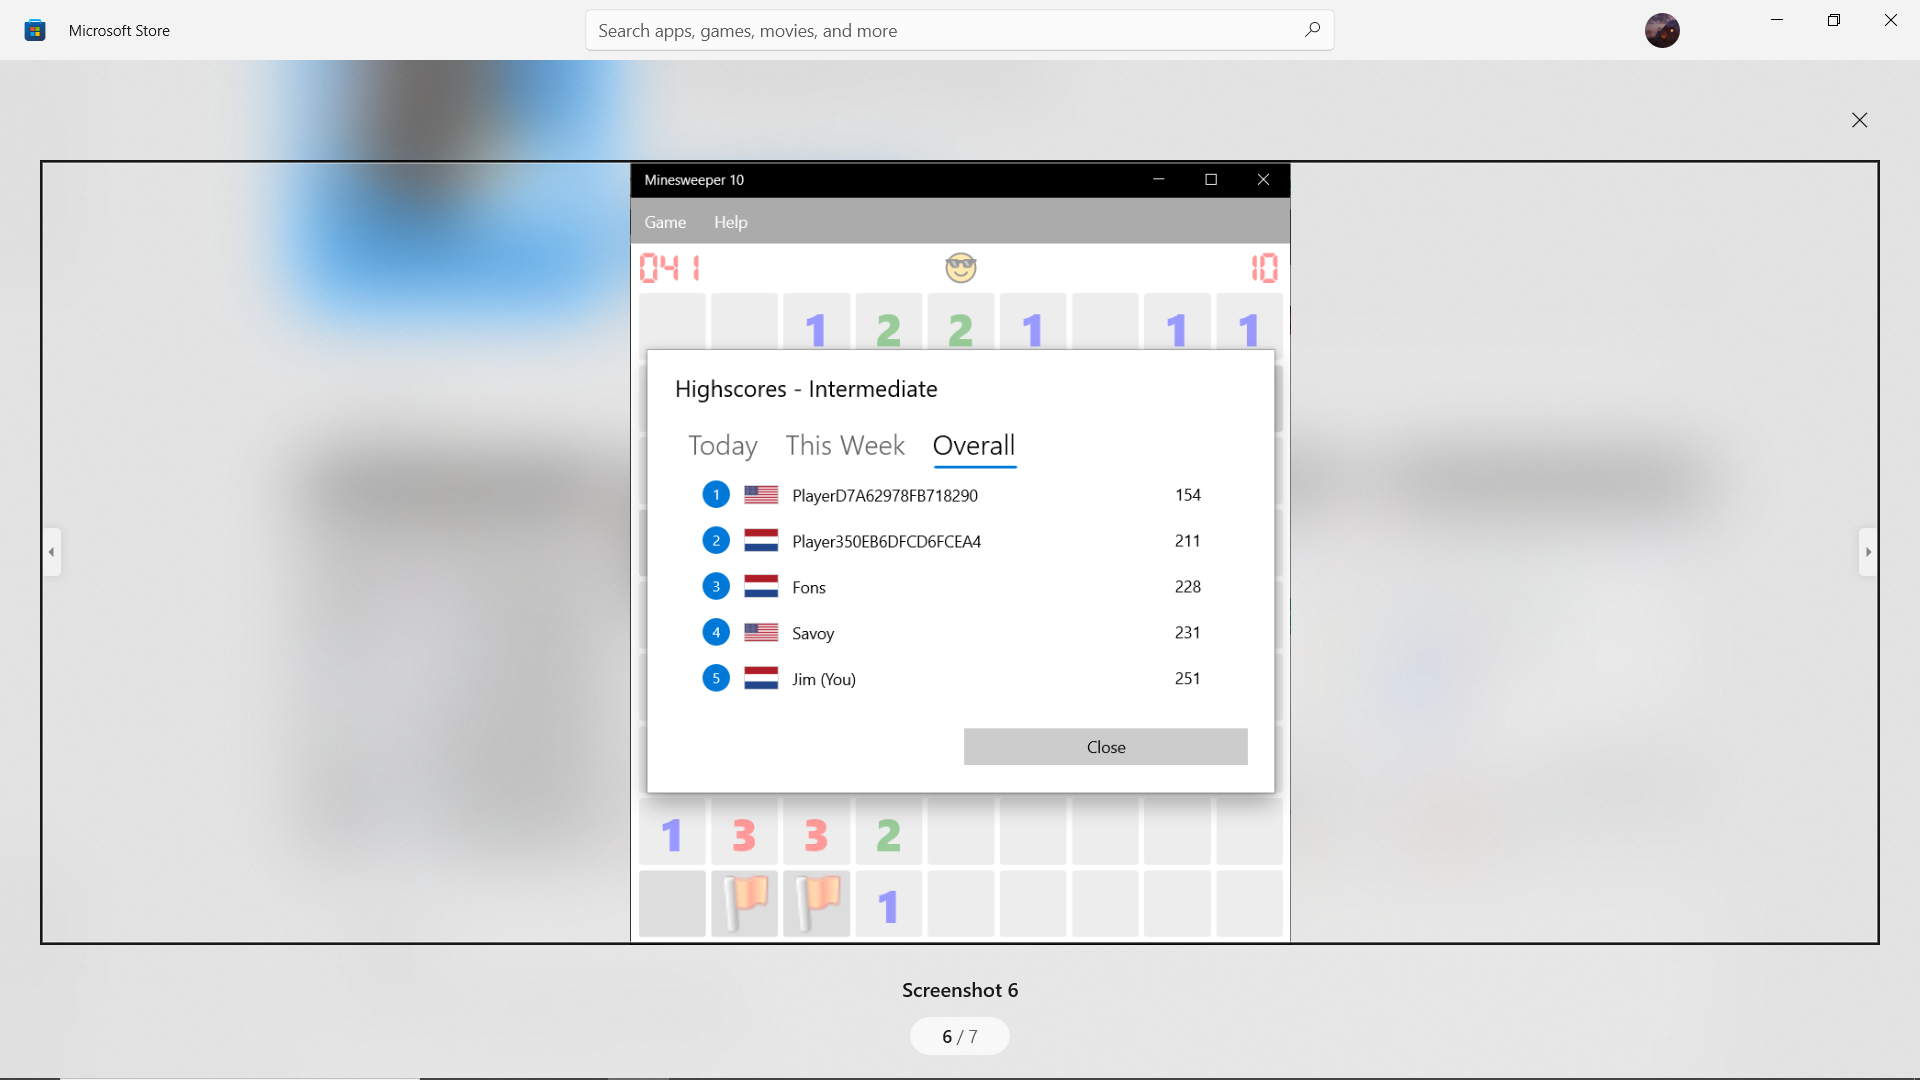 Microsoft Store
Search apps, games, movies, and more
Minesweeper 10
Game Help
041 10
1 2 2 1 1 1
Highscores - Intermediate
Today This Week Overall
1 PlayerD7A62978FB718290 154
2 Player350EB6DFCD6FCEA4 211
3 Fons 228
4 Savoy 231
5 Jim (You) 251
Close
1 3 3 2
1
Screenshot 6
6 / 7